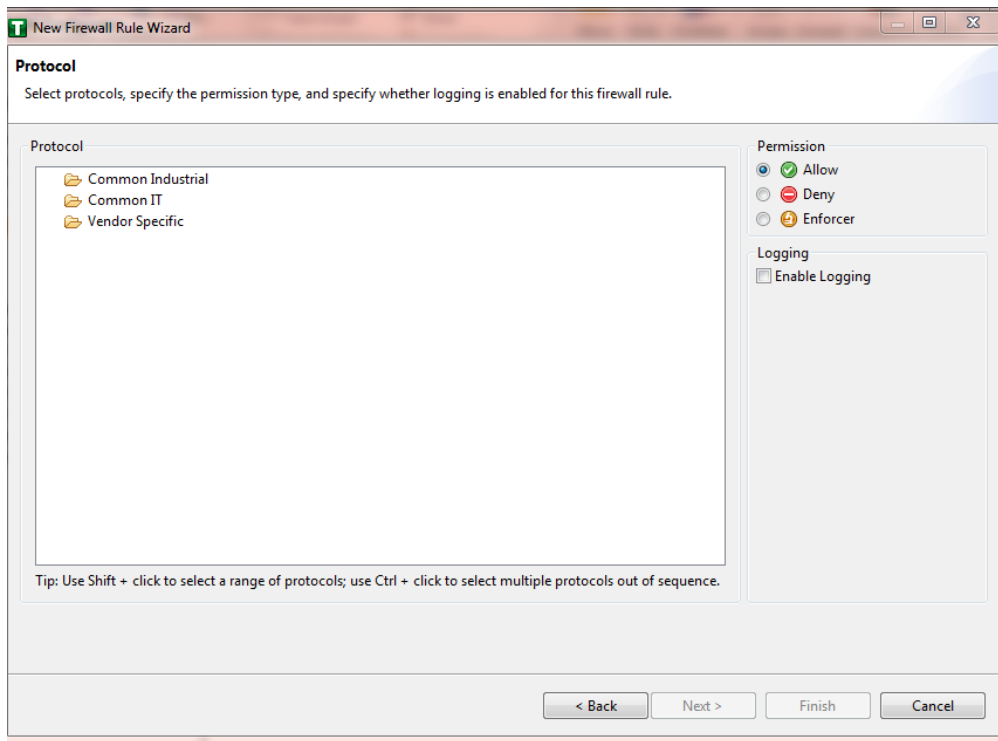 New Firewall Rule Wizard
Protocol
Select protocols, specify the permission type, and specify whether logging is enabled for this firewall rule.
Protocol
Common Industrial
Common IT
Vendor Specific
Tip: Use Shift + click to select a range of protocols; use Ctrl + click to select multiple protocols out of sequence.
Permission
Allow
Deny
Enforcer
Logging
Enable Logging
< Back
Next >
Finish
Cancel